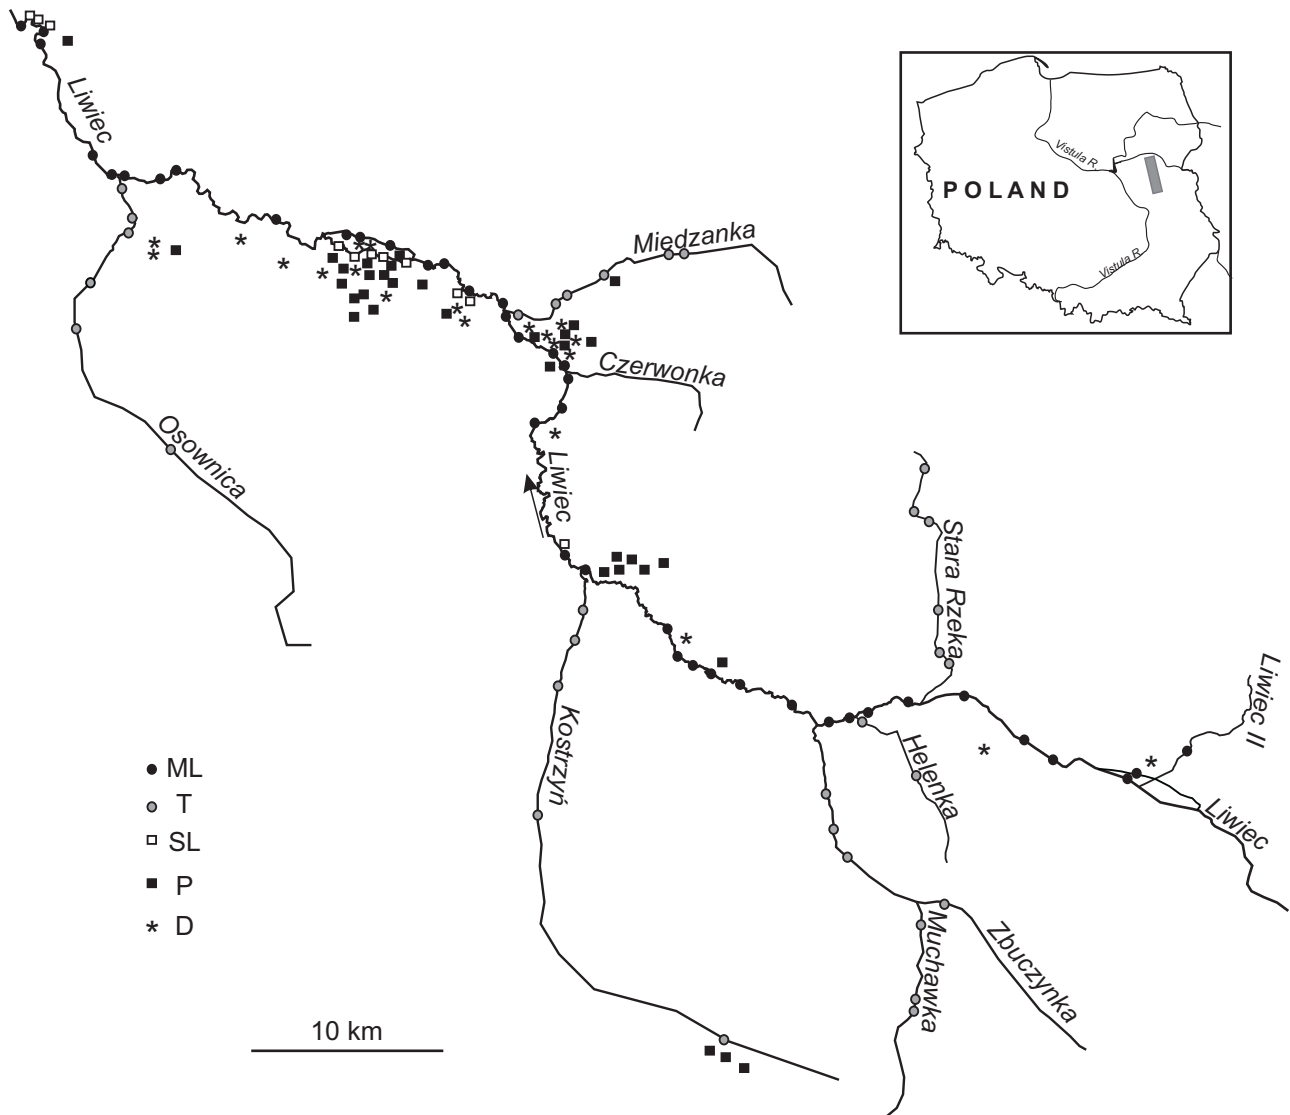 Liwiec
Vistula R.
POLAND
Vistula R.
Miedzanka
Czerwonka
Osownica
Liwiec
Stara Rzeka
Liwiec II
Kostrzyń
Helenka
Liwiec
ML
T
SL
P
* D
Muchawka
Zbuczynka
10 km